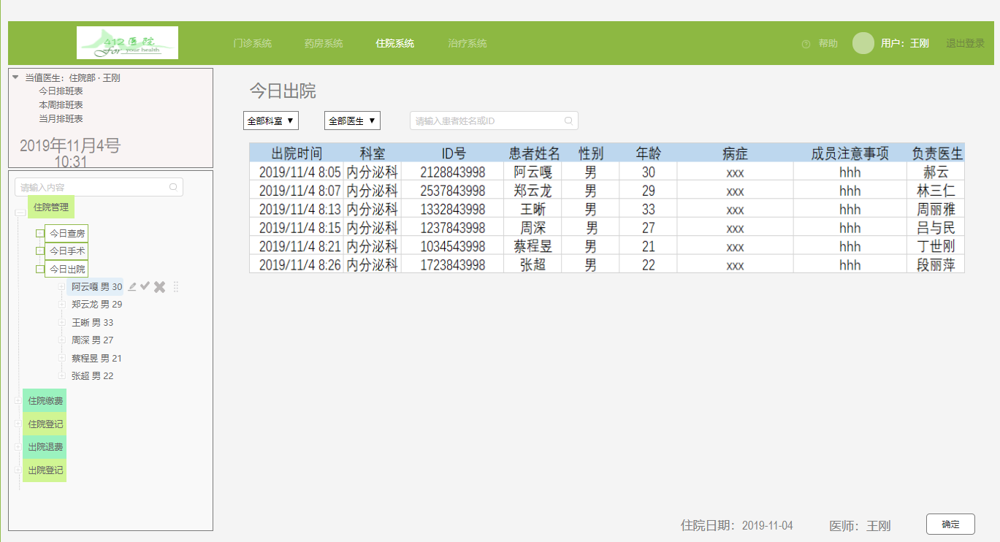 412医院
For your health
门诊系统 药房系统 住院系统 治疗系统 帮助 用户：王刚 退出登录
当值医生：住院部 · 王刚
今日排班表
本周排班表
当月排班表
2019年11月4号
10:31
请输入内容
住院管理
今日查房
今日手术
今日出院
阿云嘎 男 30
郑云龙 男 29
王晰 男 33
周深 男 27
蔡程昱 男 21
张超 男 22
住院缴费
住院登记
出院退费
出院登记
今日出院
全部科室 ▼ 全部医生 ▼ 请输入患者姓名或ID
出院时间 科室 ID号 患者姓名 性别 年龄 病症 成员注意事项 负责医生
2019/11/4 8:05 内分泌科 2128843998 阿云嘎 男 30 xxx hhh 郝云
2019/11/4 8:07 内分泌科 2537843998 郑云龙 男 29 xxx hhh 林三仁
2019/11/4 8:13 内分泌科 1332843998 王晰 男 33 xxx hhh 周丽雅
2019/11/4 8:15 内分泌科 1237843998 周深 男 27 xxx hhh 吕与民
2019/11/4 8:21 内分泌科 1034543998 蔡程昱 男 21 xxx hhh 丁世刚
2019/11/4 8:26 内分泌科 1723843998 张超 男 22 xxx hhh 段丽萍
住院日期：2019-11-04 医师：王刚 确定